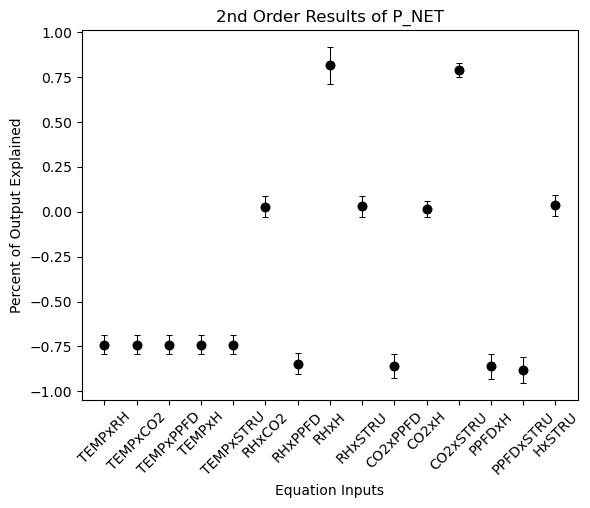 2nd Order Results of P_NET
Percent of Output Explained
1.00
0.75
0.50
0.25
0.00
−0.25
−0.50
−0.75
−1.00
TEMPxRH
TEMPxCO2
TEMPxPPFD
TEMPxH
TEMPxSTRU
RHxCO2
RHxPPFD
RHxH
RHxSTRU
CO2xPPFD
CO2xH
CO2xSTRU
PPFDxH
PPFDxSTRU
HxSTRU
Equation Inputs